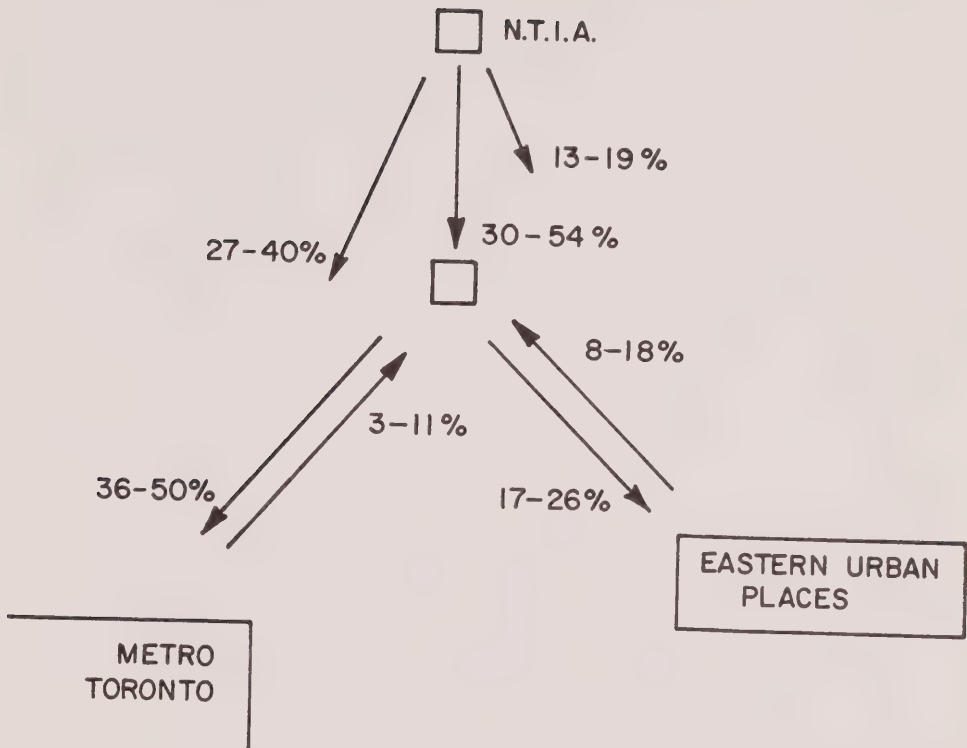 N.T.I.A.
13-19%
30-54%
27-40%
8-18%
3-11%
36-50%
17-26%
EASTERN URBAN
PLACES
METRO
TORONTO